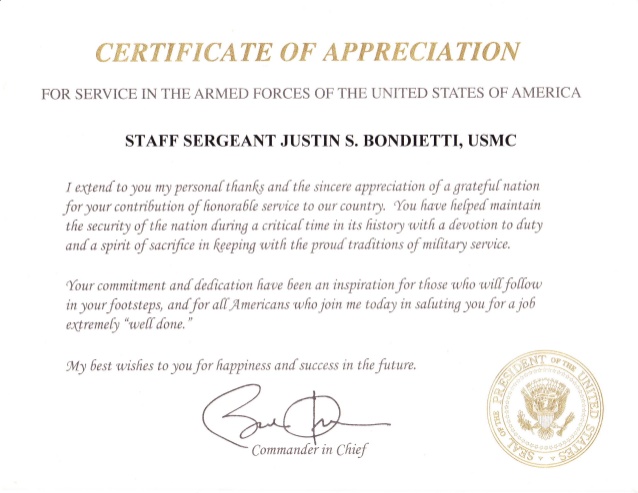 CERTIFICATE OF APPRECIATION
FOR SERVICE IN THE ARMED FORCES OF THE UNITED STATES OF AMERICA
STAFF SERGEANT JUSTIN S. BONDIETTI, USMC
I extend to you my personal thanks and the sincere appreciation of a grateful nation
for your contribution of honorable service to our country. You have helped maintain
the security of the nation during a critical time in its history with a devotion to duty
and a spirit of sacrifice in keeping with the proud traditions of military service.
Your commitment and dedication have been an inspiration for those who will follow
in your footsteps, and for all Americans who join me today in saluting you for a job
extremely “well done.”
My best wishes to you for happiness and success in the future.
Commander in Chief
SEAL OF THE PRESIDENT OF THE UNITED STATES